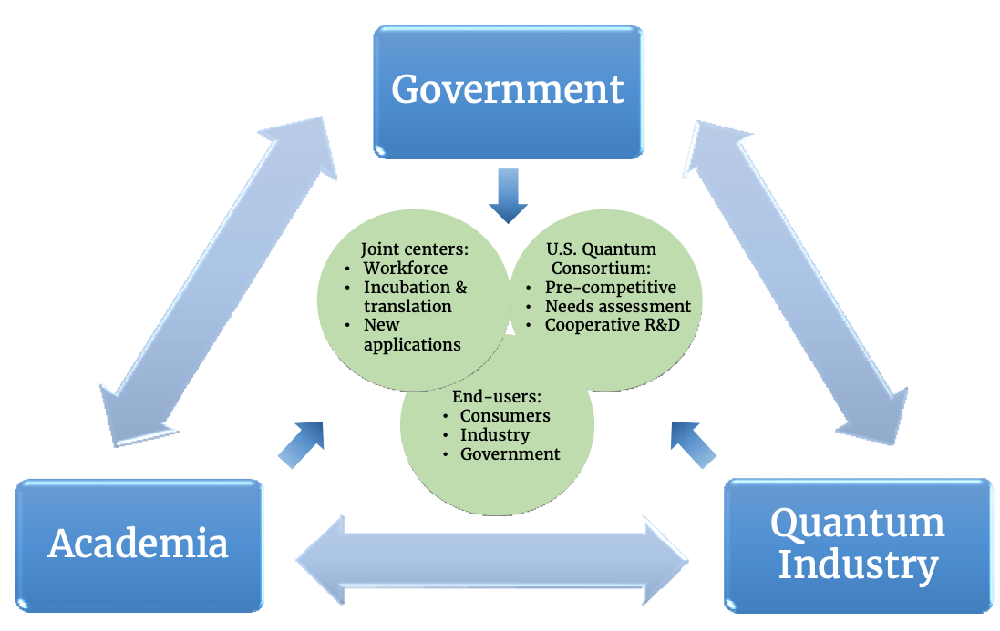 Government
Joint centers:
• Workforce
• Incubation &
translation
• New
applications
U.S. Quantum
Consortium:
• Pre-competitive
• Needs assessment
• Cooperative R&D
End-users:
• Consumers
• Industry
• Government
Academia
Quantum
Industry